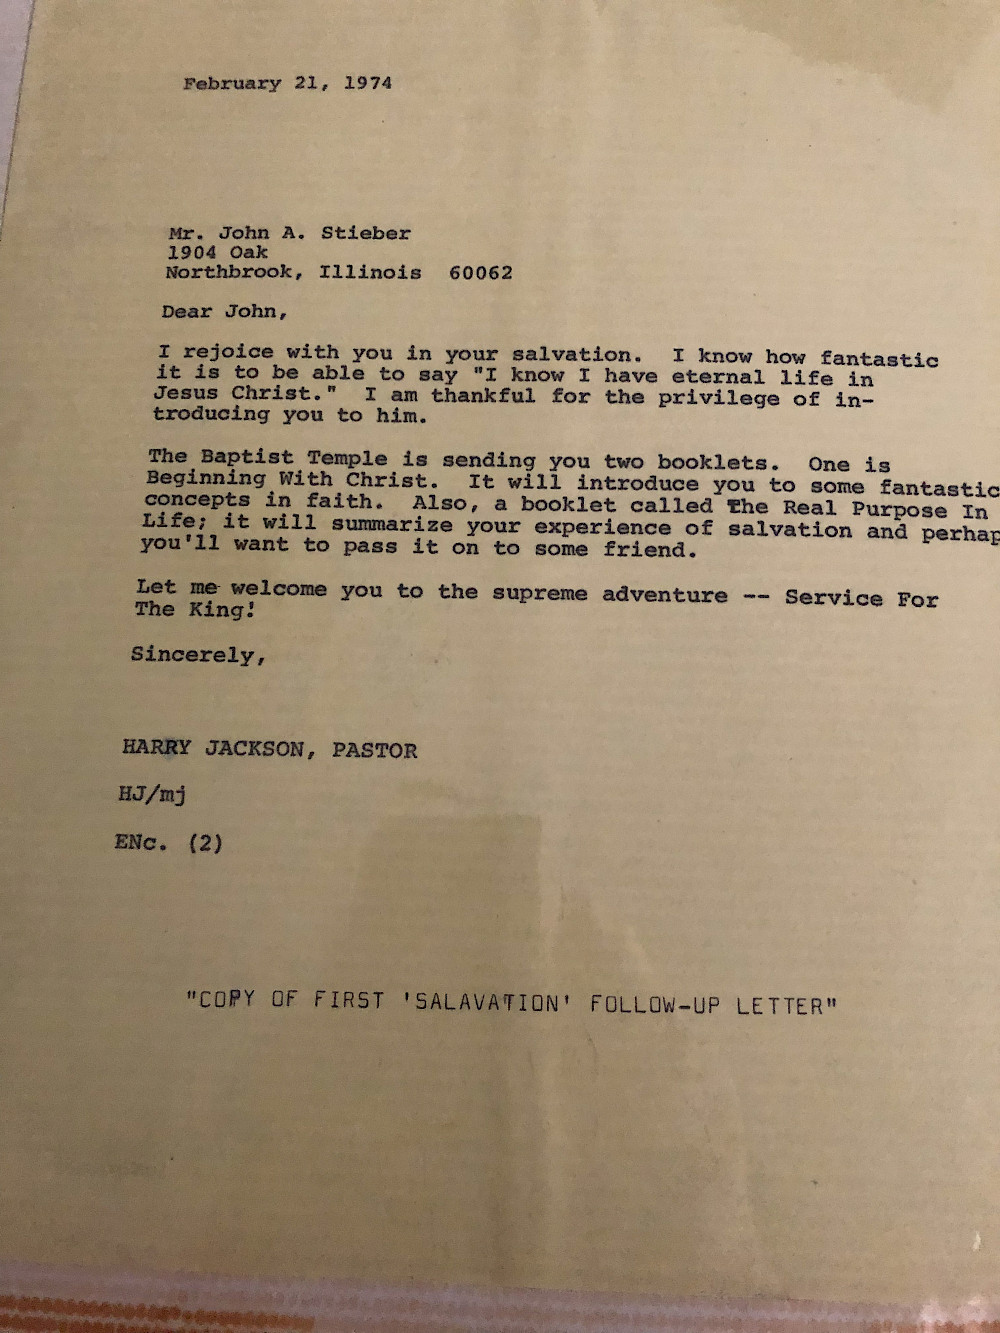 February 21, 1974
Mr. John A. Stieber
1904 Oak
Northbrook, Illinois  60062
Dear John,
I rejoice with you in your salvation.  I know how fantastic
it is to be able to say "I know I have eternal life in
Jesus Christ."  I am thankful for the privilege of in-
troducing you to him.
The Baptist Temple is sending you two booklets.  One is
Beginning With Christ.  It will introduce you to some fantastic
concepts in faith.  Also, a booklet called The Real Purpose In
Life; it will summarize your experience of salvation and perhap
you'll want to pass it on to some friend.
Let me welcome you to the supreme adventure -- Service For
The King!
Sincerely,
HARRY JACKSON, PASTOR
HJ/mj
ENc. (2)
"COPY OF FIRST 'SALAVATION' FOLLOW-UP LETTER"